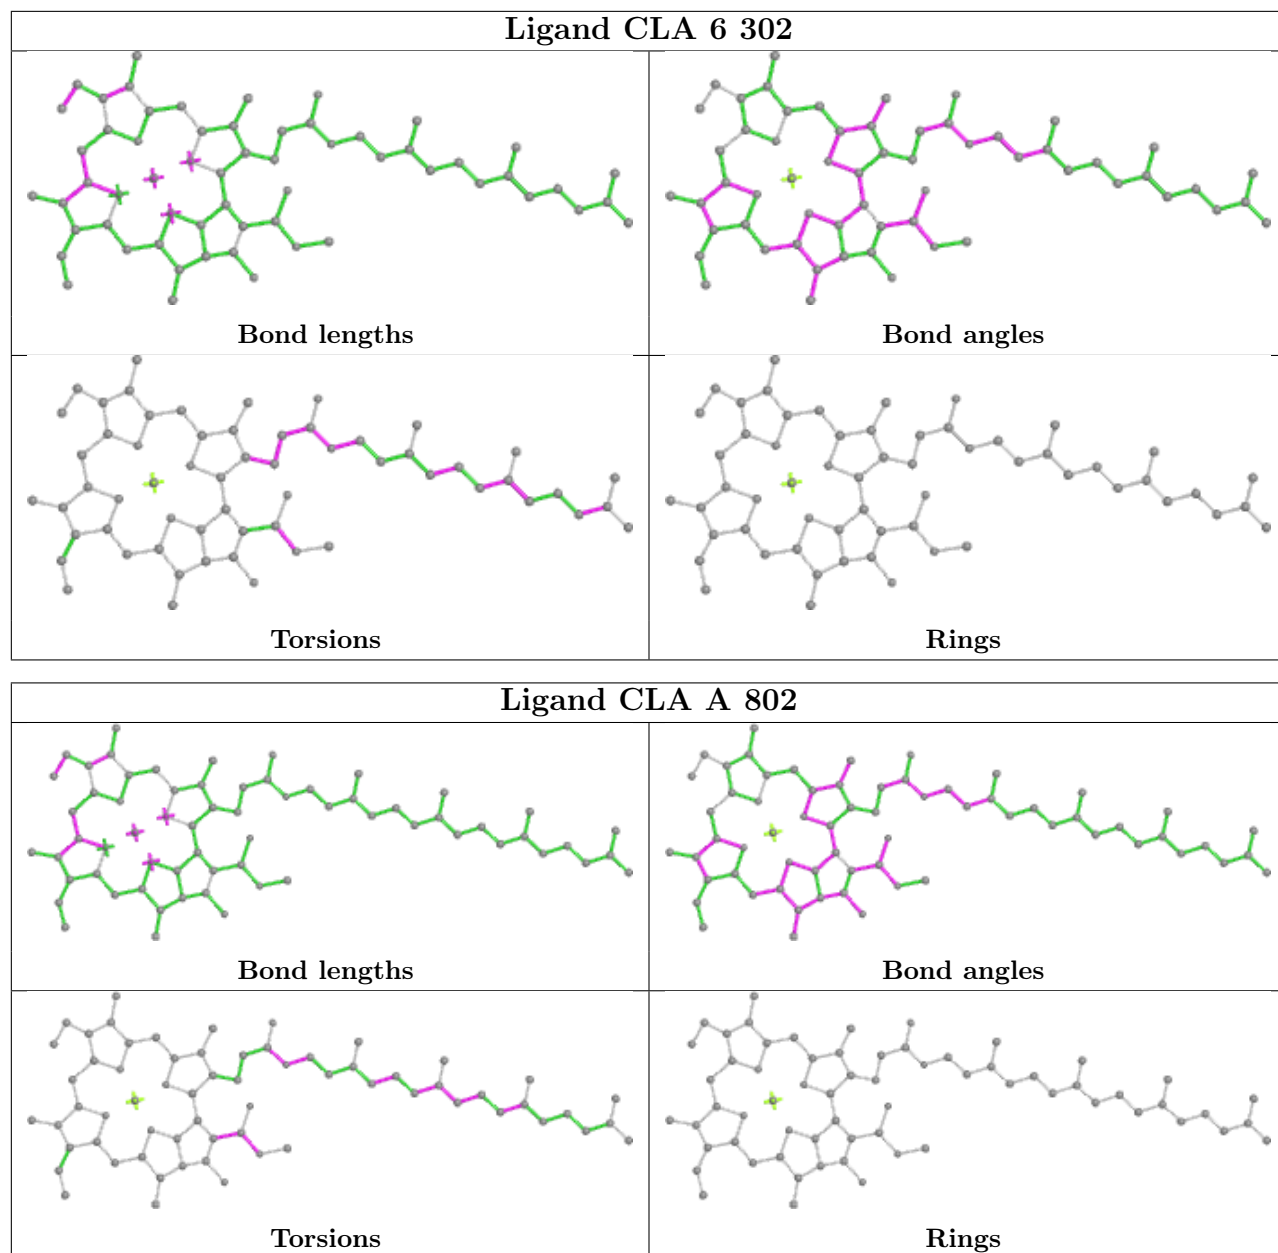 Ligand CLA 6 302
Bond lengths
Bond angles
Torsions
Rings
Ligand CLA A 802
Bond lengths
Bond angles
Torsions
Rings